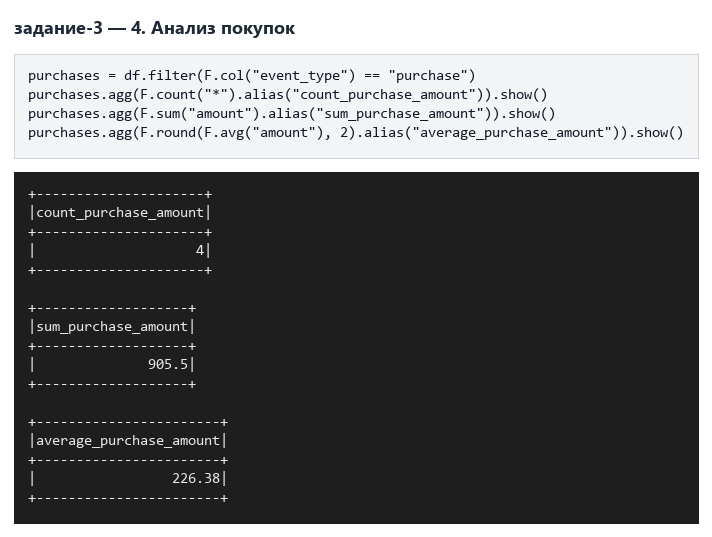 задание-3 — 4. Анализ покупок
purchases = df.filter(F.col("event_type") == "purchase")
purchases.agg(F.count("*").alias("count_purchase_amount")).show()
purchases.agg(F.sum("amount").alias("sum_purchase_amount")).show()
purchases.agg(F.round(F.avg("amount"), 2).alias("average_purchase_amount")).show()
+---------------------+
|count_purchase_amount|
+---------------------+
|                    4|
+---------------------+
+-------------------+
|sum_purchase_amount|
+-------------------+
|              905.5|
+-------------------+
+-----------------------+
|average_purchase_amount|
+-----------------------+
|                 226.38|
+-----------------------+